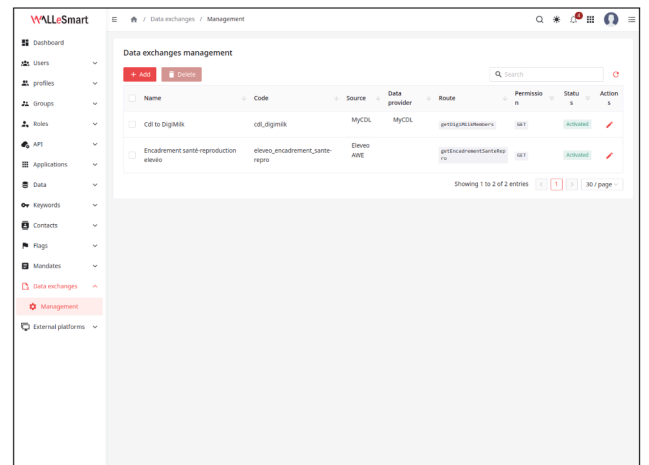 WALLeSmart
Data exchanges / Management
4
Dashboard
Users
profiles
Groups
Roles
API
Applications
Data
Keywords
Contacts
Flags
Mandates
Data exchanges
Management
External platforms
Data exchanges management
+ Add
Delete
Search
Name Code Source Data provider Route Permission Status Actions
Cdl to DigiMilk cdl_digimilk MyCDL MyCDL getDigiMilkMembers GET Activated
Encadrement santé-reproduction eleveo_encadrement_sante- Eleveo getEncadrementSanteRep GET Activated
elevéo repro AWE ro
Showing 1 to 2 of 2 entries < 1 > 30 / page